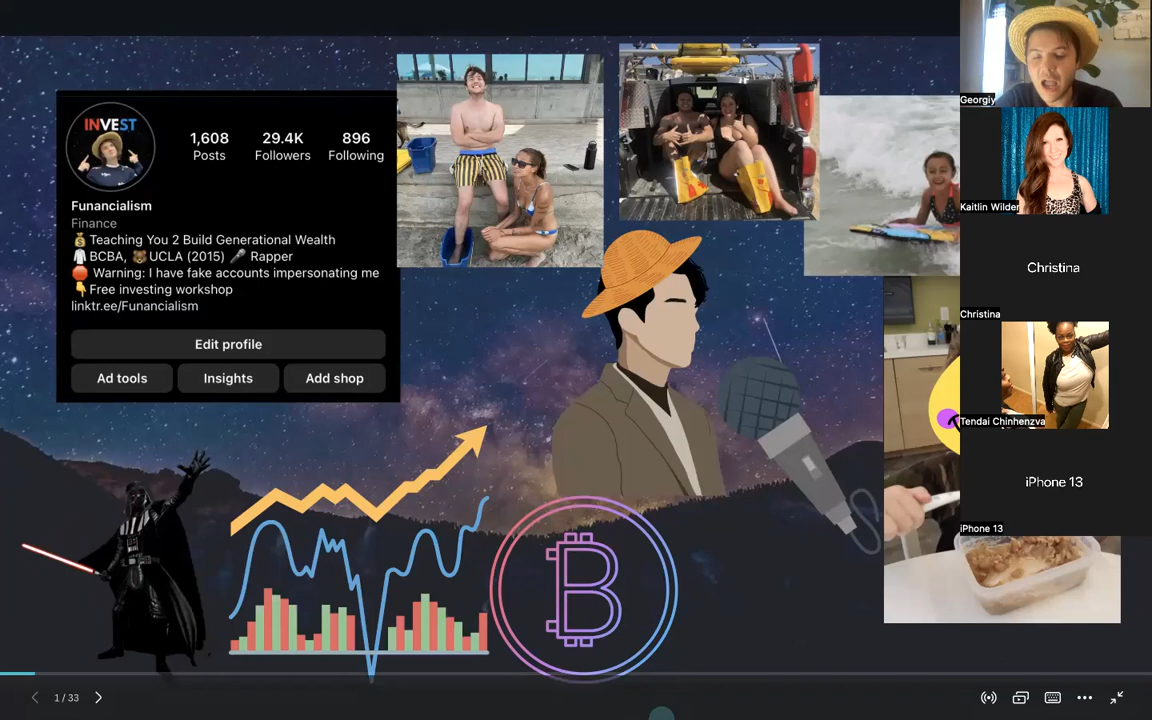 INVEST
1,608
29.4K
896
Posts
Followers
Following
Funancialism
Finance
💰 Teaching You 2 Build Generational Wealth
🥼BCBA, 🐻UCLA (2015) 🎤 Rapper
🛑 Warning: I have fake accounts impersonating me
👇Free investing workshop
linktr.ee/Funancialism
Edit profile
Ad tools
Insights
Add shop
Georgiy
Kaitlin Wilder
Christina
Christina
Tendai Chinhenzva
iPhone 13
iPhone 13
1 / 33